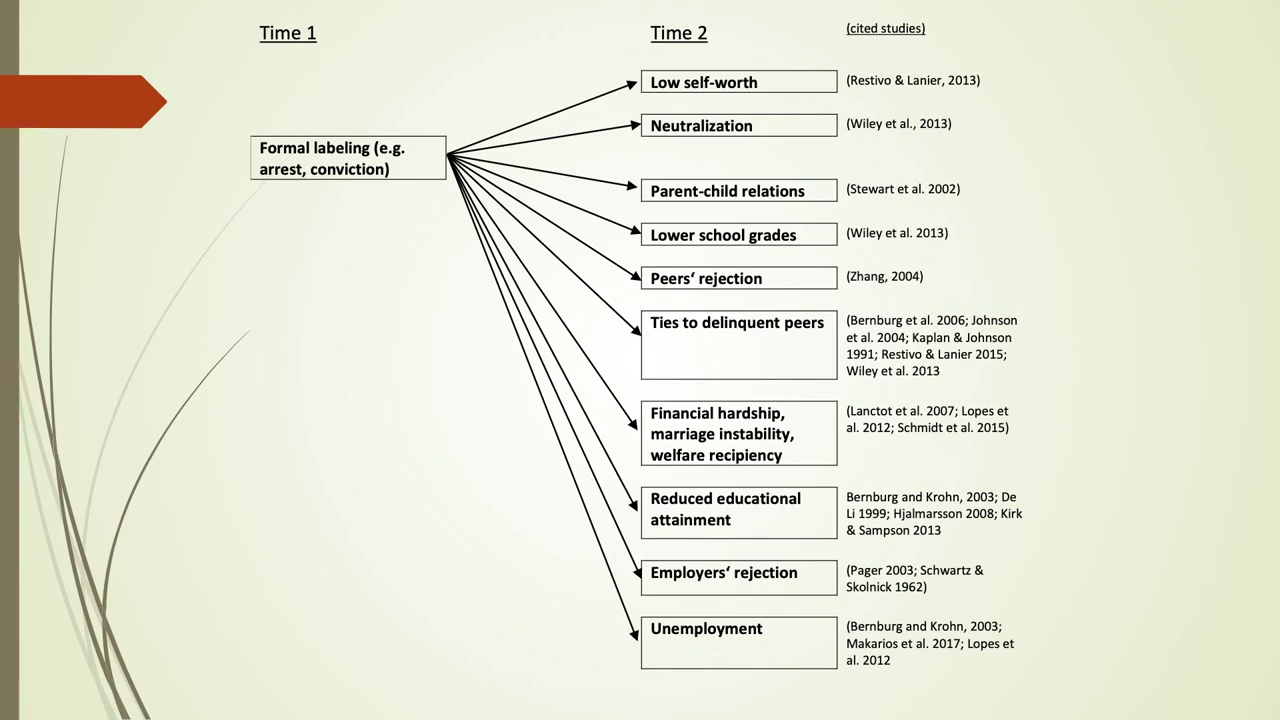 Time 1
Time 2
(cited studies)
Formal labeling (e.g.
arrest, conviction)
Low self-worth
(Restivo & Lanier, 2013)
Neutralization
(Wiley et al., 2013)
Parent-child relations
(Stewart et al. 2002)
Lower school grades
(Wiley et al. 2013)
Peers‘ rejection
(Zhang, 2004)
Ties to delinquent peers
(Bernburg et al. 2006; Johnson
et al. 2004; Kaplan & Johnson
1991; Restivo & Lanier 2015;
Wiley et al. 2013
Financial hardship,
marriage instability,
welfare recipiency
(Lanctot et al. 2007; Lopes et
al. 2012; Schmidt et al. 2015)
Reduced educational
attainment
Bernburg and Krohn, 2003; De
Li 1999; Hjalmarsson 2008; Kirk
& Sampson 2013
Employers‘ rejection
(Pager 2003; Schwartz &
Skolnick 1962)
Unemployment
(Bernburg and Krohn, 2003;
Makarios et al. 2017; Lopes et
al. 2012